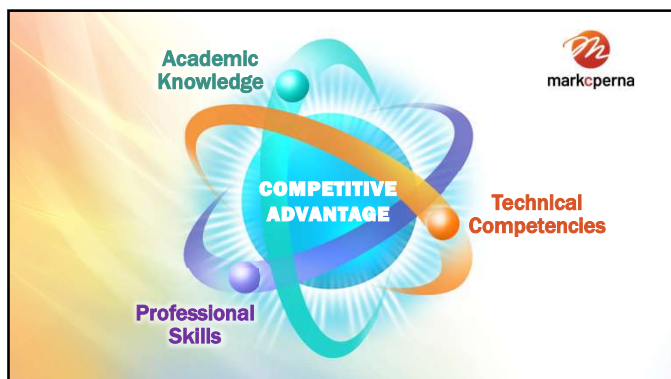 Academic
Knowledge
markcperna
COMPETITIVE
ADVANTAGE
Technical
Competencies
Professional
Skills